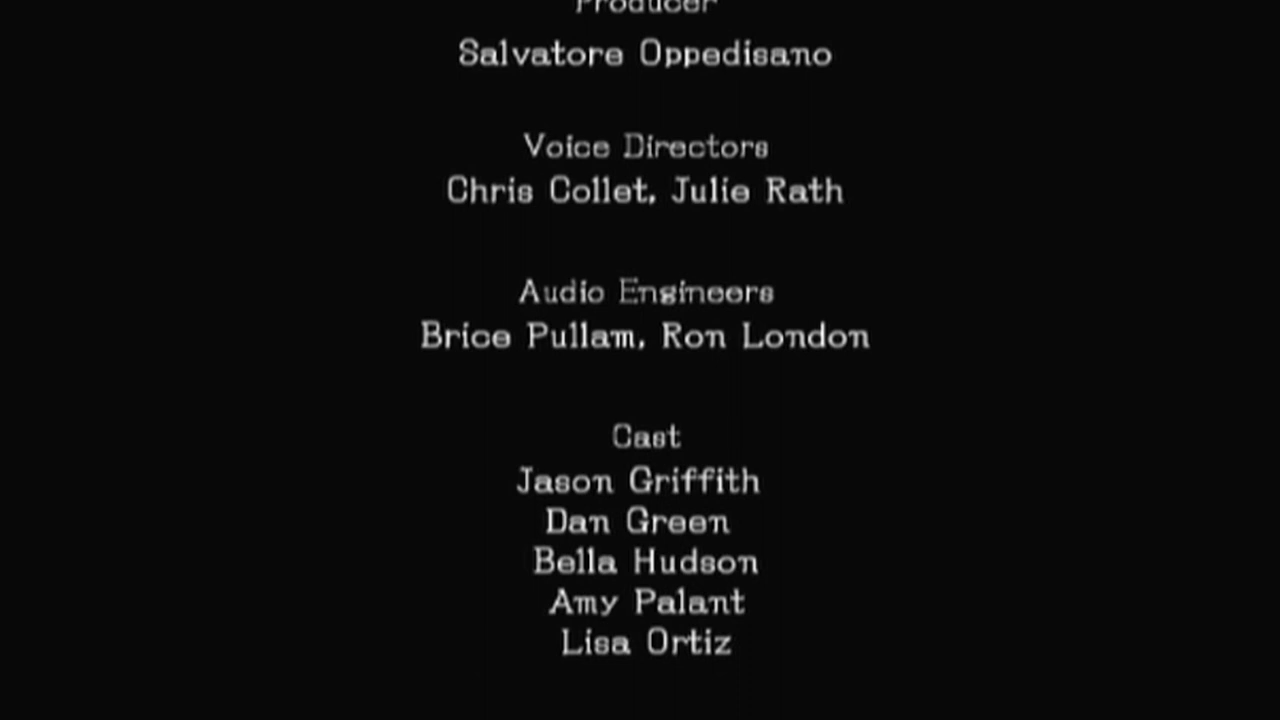 Producer
Salvatore Oppedisano
Voice Directors
Chris Collet, Julie Rath
Audio Engineers
Brice Pullam, Ron London
Cast
Jason Griffith
Dan Green
Bella Hudson
Amy Palant
Lisa Ortiz